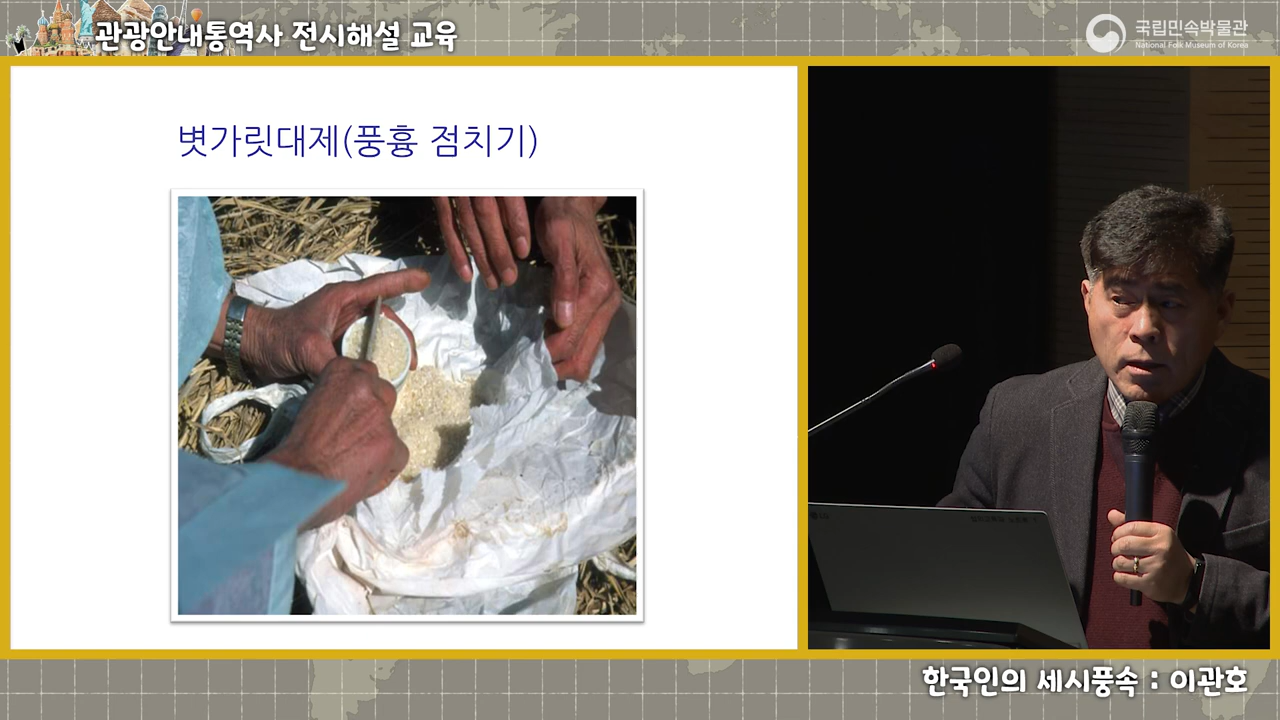 관광안내통역사 전시해설 교육
국립민속박물관
National Folk Museum of Korea
볏가릿대제(풍흉 점치기)
한국인의 세시풍속 : 이관호